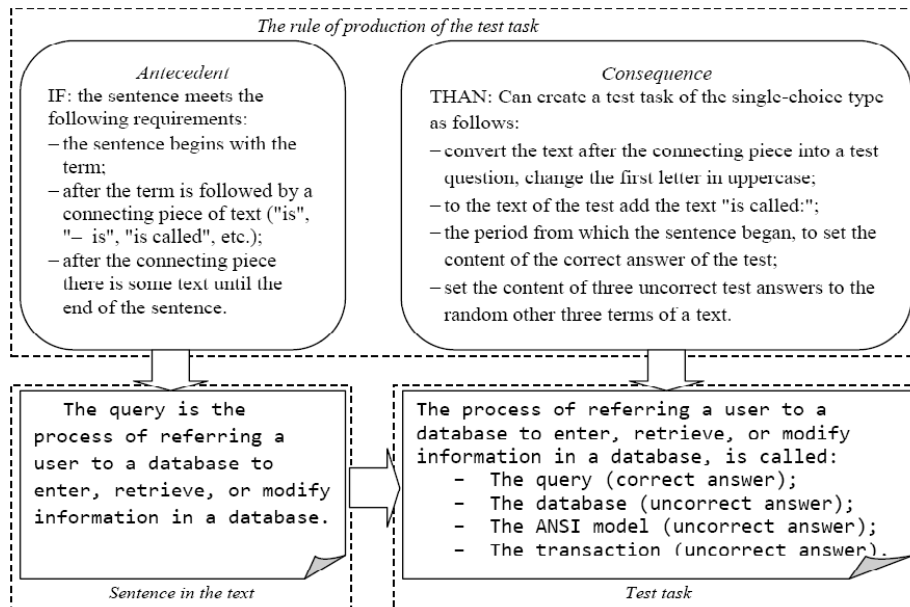 The rule of production of the test task
Antecedent
IF: the sentence meets the
following requirements:
– the sentence begins with the
term;
– after the term is followed by a
connecting piece of text ("is",
"– is", "is called", etc.);
– after the connecting piece
there is some text until the
end of the sentence.
Consequence
THAN: Can create a test task of the single-choice type
as follows:
– convert the text after the connecting piece into a test
question, change the first letter in uppercase;
– to the text of the test add the text "is called:";
– the period from which the sentence began, to set the
content of the correct answer of the test;
– set the content of three uncorrect test answers to the
random other three terms of a text.
The query is the
process of referring a
user to a database to
enter, retrieve, or modify
information in a database.
Sentence in the text
The process of referring a user to a
database to enter, retrieve, or modify
information in a database, is called:
– The query (correct answer);
– The database (uncorrect answer);
– The ANSI model (uncorrect answer);
– The transaction (uncorrect answer).
Test task